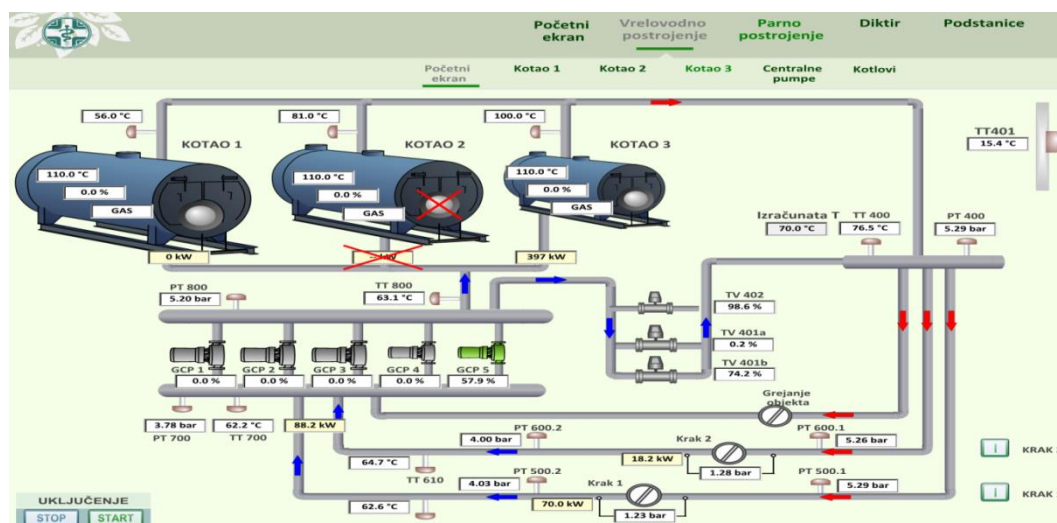 Početni ekran
Vrelovodno postrojenje
Parno postrojenje
Diktir
Podstanice
Početni ekran
Kotao 1
Kotao 2
Kotao 3
Centralne pumpe
Kotlovi
56.0 °C
81.0 °C
100.0 °C
TT401
15.4 °C
KOTAO 1
KOTAO 2
KOTAO 3
110.0 °C
0.0 %
GAS
110.0 °C
0.0 %
GAS
110.0 °C
0.0 %
GAS
0 kW
kW
397 kW
Izračunata T
70.0 °C
TT 400
76.5 °C
PT 400
5.29 bar
PT 800
5.20 bar
TT 800
63.1 °C
TV 402
98.6 %
TV 401a
0.2 %
TV 401b
74.2 %
GCP 1
GCP 2
GCP 3
GCP 4
GCP 5
0.0 %
0.0 %
0.0 %
0.0 %
57.9 %
Grejanje objekta
3.78 bar
PT 700
62.2 °C
TT 700
88.2 kW
PT 600.2
4.00 bar
Krak 2
18.2 kW
1.28 bar
PT 600.1
5.26 bar
64.7 °C
TT 610
PT 500.2
4.03 bar
Krak 1
70.0 kW
1.23 bar
PT 500.1
5.29 bar
62.6 °C
i
KRAK
i
KRAK
UKLJUČENJE
STOP
START